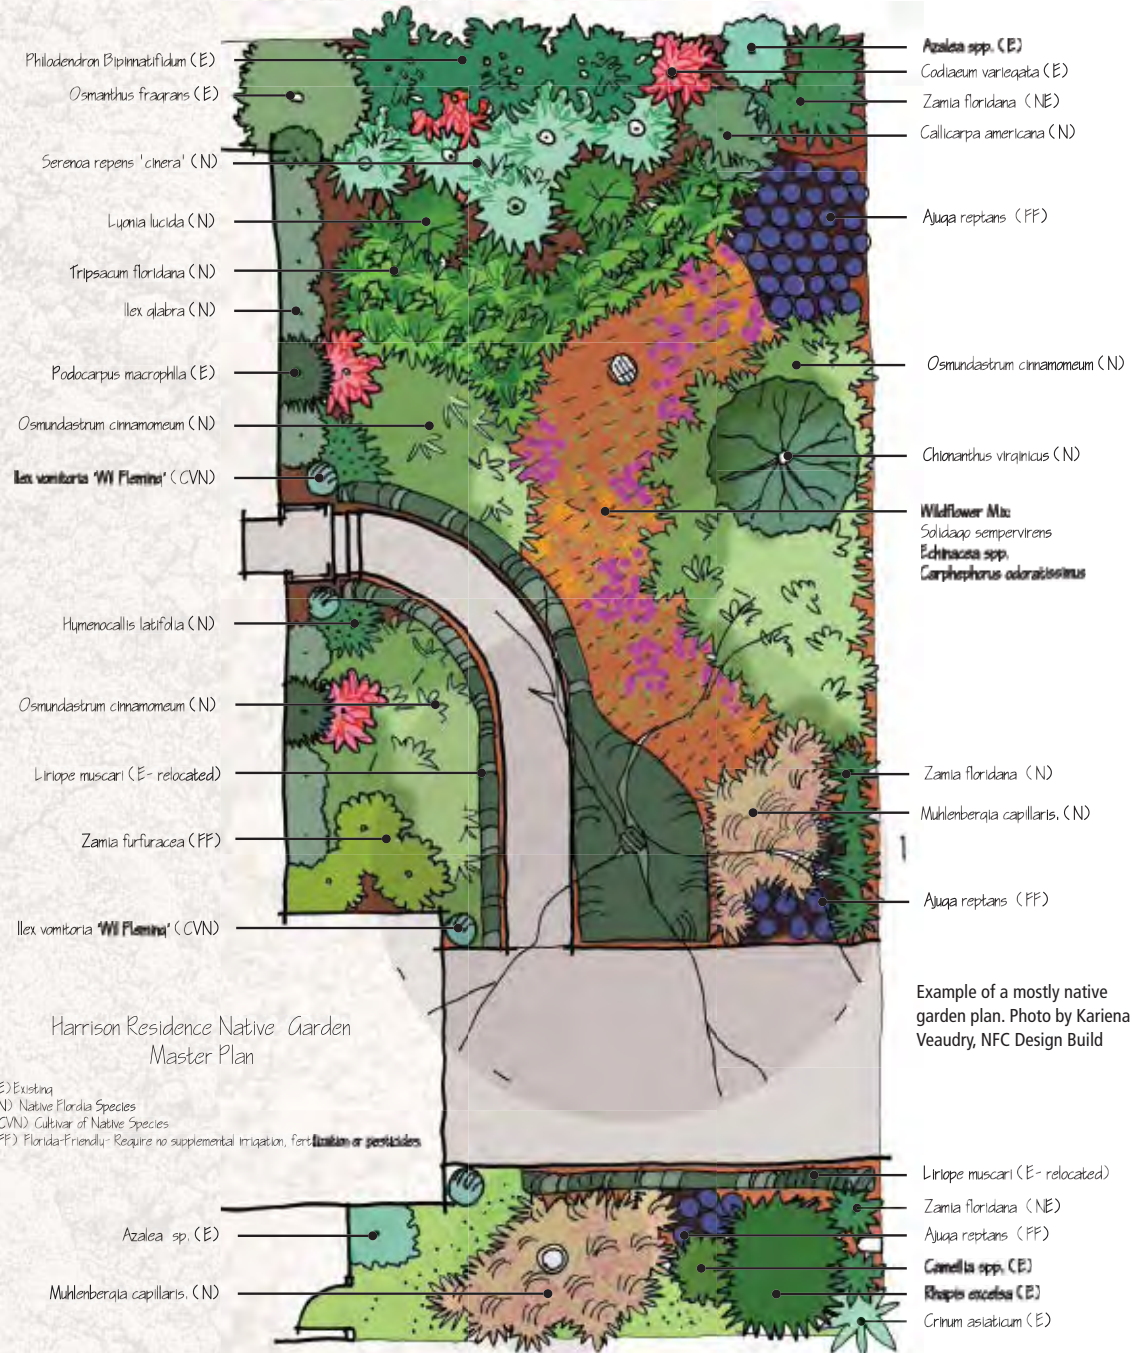 Philodendron Bipinnatifidum (E)
Osmanthus fragrans (E)
Serenoa repens 'cinera' (N)
Lyonia lucida (N)
Tripsacum floridana (N)
Ilex glabra (N)
Podocarpus macrophlla (E)
Osmundastrum cinnamomeum (N)
Ilex vomitoria 'Wil Fleming' (CVN)
Hymenocallis latifolia (N)
Osmundastrum cinnamomeum (N)
Liriope muscari (E- relocated)
Zamia furfuracea (FF)
Ilex vomitoria 'Wil Fleming' (CVN)
Harrison Residence Native Garden
Master Plan
E) Existing
N) Native Flordia Species
CVN) Cultivar of Native Species
FF) Florida-Friendly- Require no supplemental irrigation, fertilization or pesticides
Azalea sp. (E)
Muhlenbergia capillaris, (N)
Azalea spp. (E)
Codiaeum variegata (E)
Zamia floridana (NE)
Callicarpa americana (N)
Ajuga reptans (FF)
Osmundastrum cinnamomeum (N)
Chionanthus virginicus (N)
Wildflower Mix:
Solidago sempervirens
Echinacea spp.
Carphephorus odoratissimus
Zamia floridana (N)
Muhlenbergia capillaris, (N)
Ajuga reptans (FF)
Example of a mostly native
garden plan. Photo by Kariena
Veaudry, NFC Design Build
Liriope muscari (E- relocated)
Zamia floridana (NE)
Ajuga reptans (FF)
Camellia spp. (E)
Rhapis excelsa (E)
Crinum asiaticum (E)